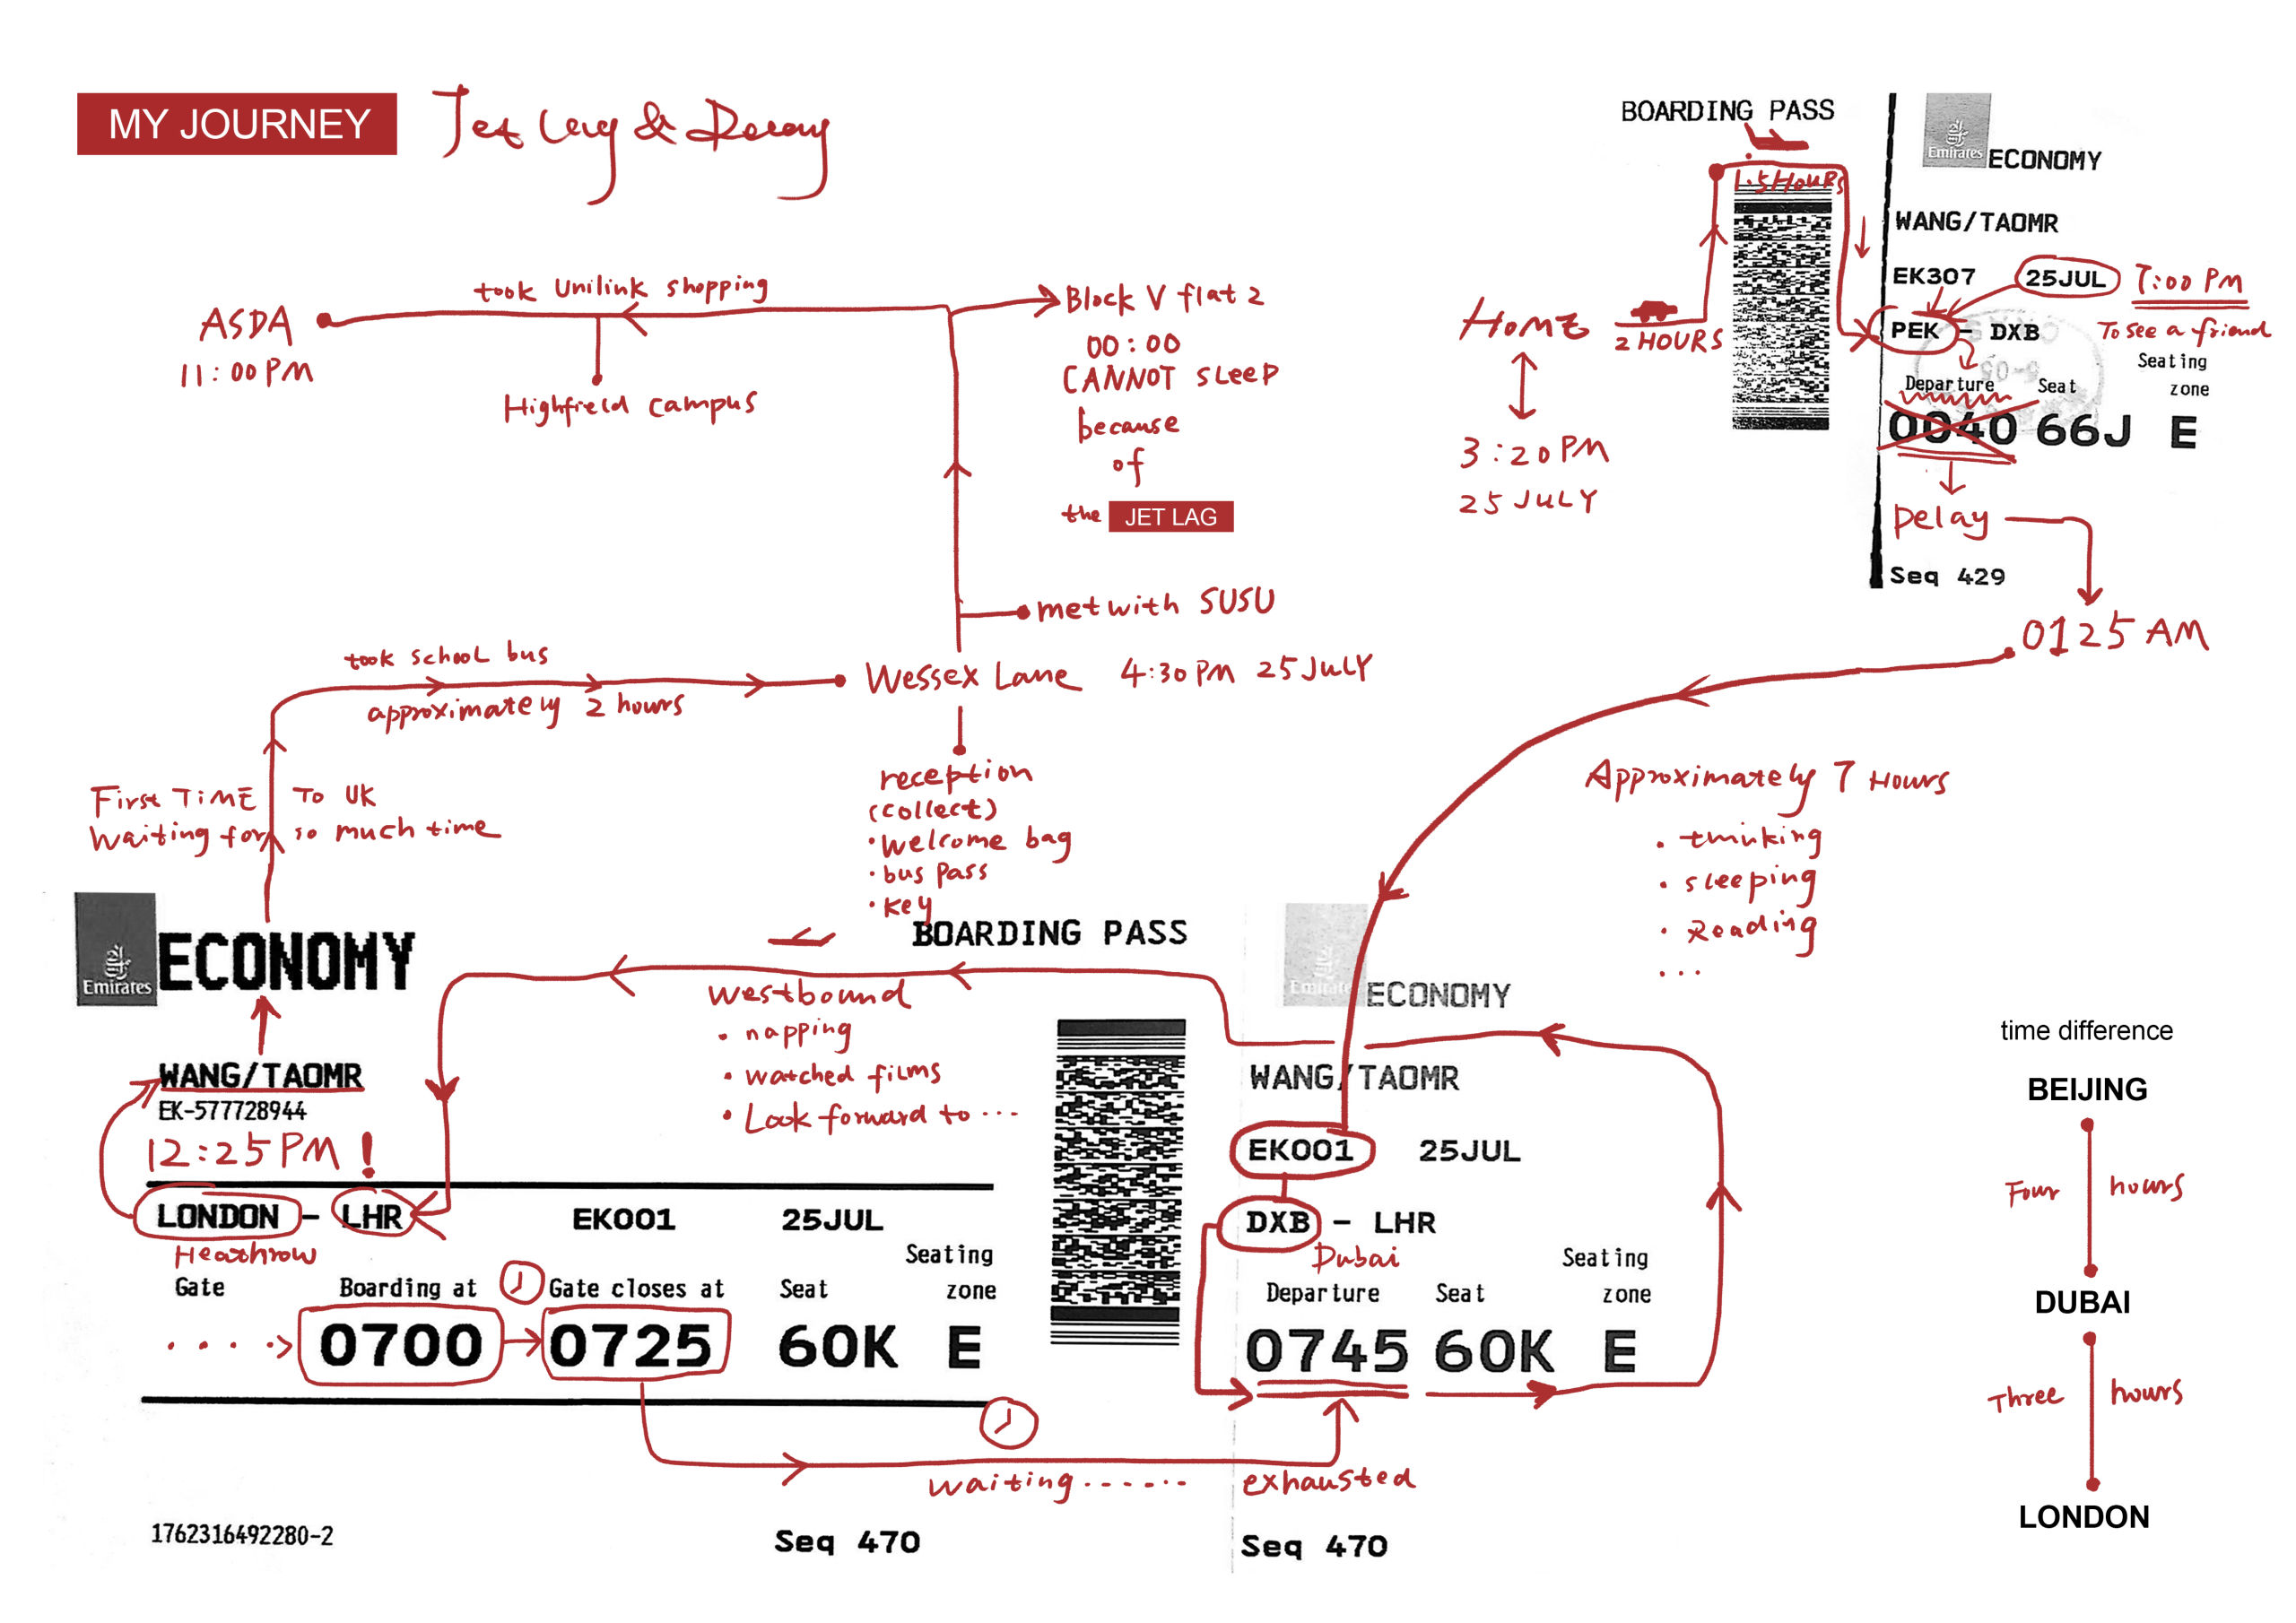 MY JOURNEY Jet Lag & Delay
BOARDING PASS
Emirates ECONOMY
1.5 HOURS
WANG/TAOMR
EK307 25JUL 7:00 PM
PEK - DXB To see a friend
Seating
Departure Seat zone
0040 66J E
Delay
Seq 429
0125 AM
HOME
2 HOURS
3:20 PM
25 JULY
took Unilink shopping
ASDA
11:00 PM
Highfield campus
Block V flat 2
00:00
CANNOT SLEEP
because
of
the JET LAG
met with SUSU
took school bus
approximately 2 hours
Wessex Lane 4:30 PM 25 JULY
reception
(collect)
·welcome bag
·bus pass
·key
First TIME TO UK
Waiting for so much time
Approximately 7 Hours
· thinking
· sleeping
· Reading
...
Emirates ECONOMY
BOARDING PASS
westbound
· napping
· watched films
· Look forward to ...
WANG/TAOMR
EK-577728944
12:25 PM !
LONDON - LHR EK001 25JUL
Heathrow
Seating
Gate Boarding at Gate closes at Seat zone
0700 0725 60K E
waiting ...... exhausted
1762316492280-2 Seq 470
Emirates ECONOMY
WANG/TAOMR
EK001 25JUL
DXB - LHR
Dubai
Seating
Departure Seat zone
0745 60K E
Seq 470
time difference
BEIJING
Four hours
DUBAI
Three hours
LONDON